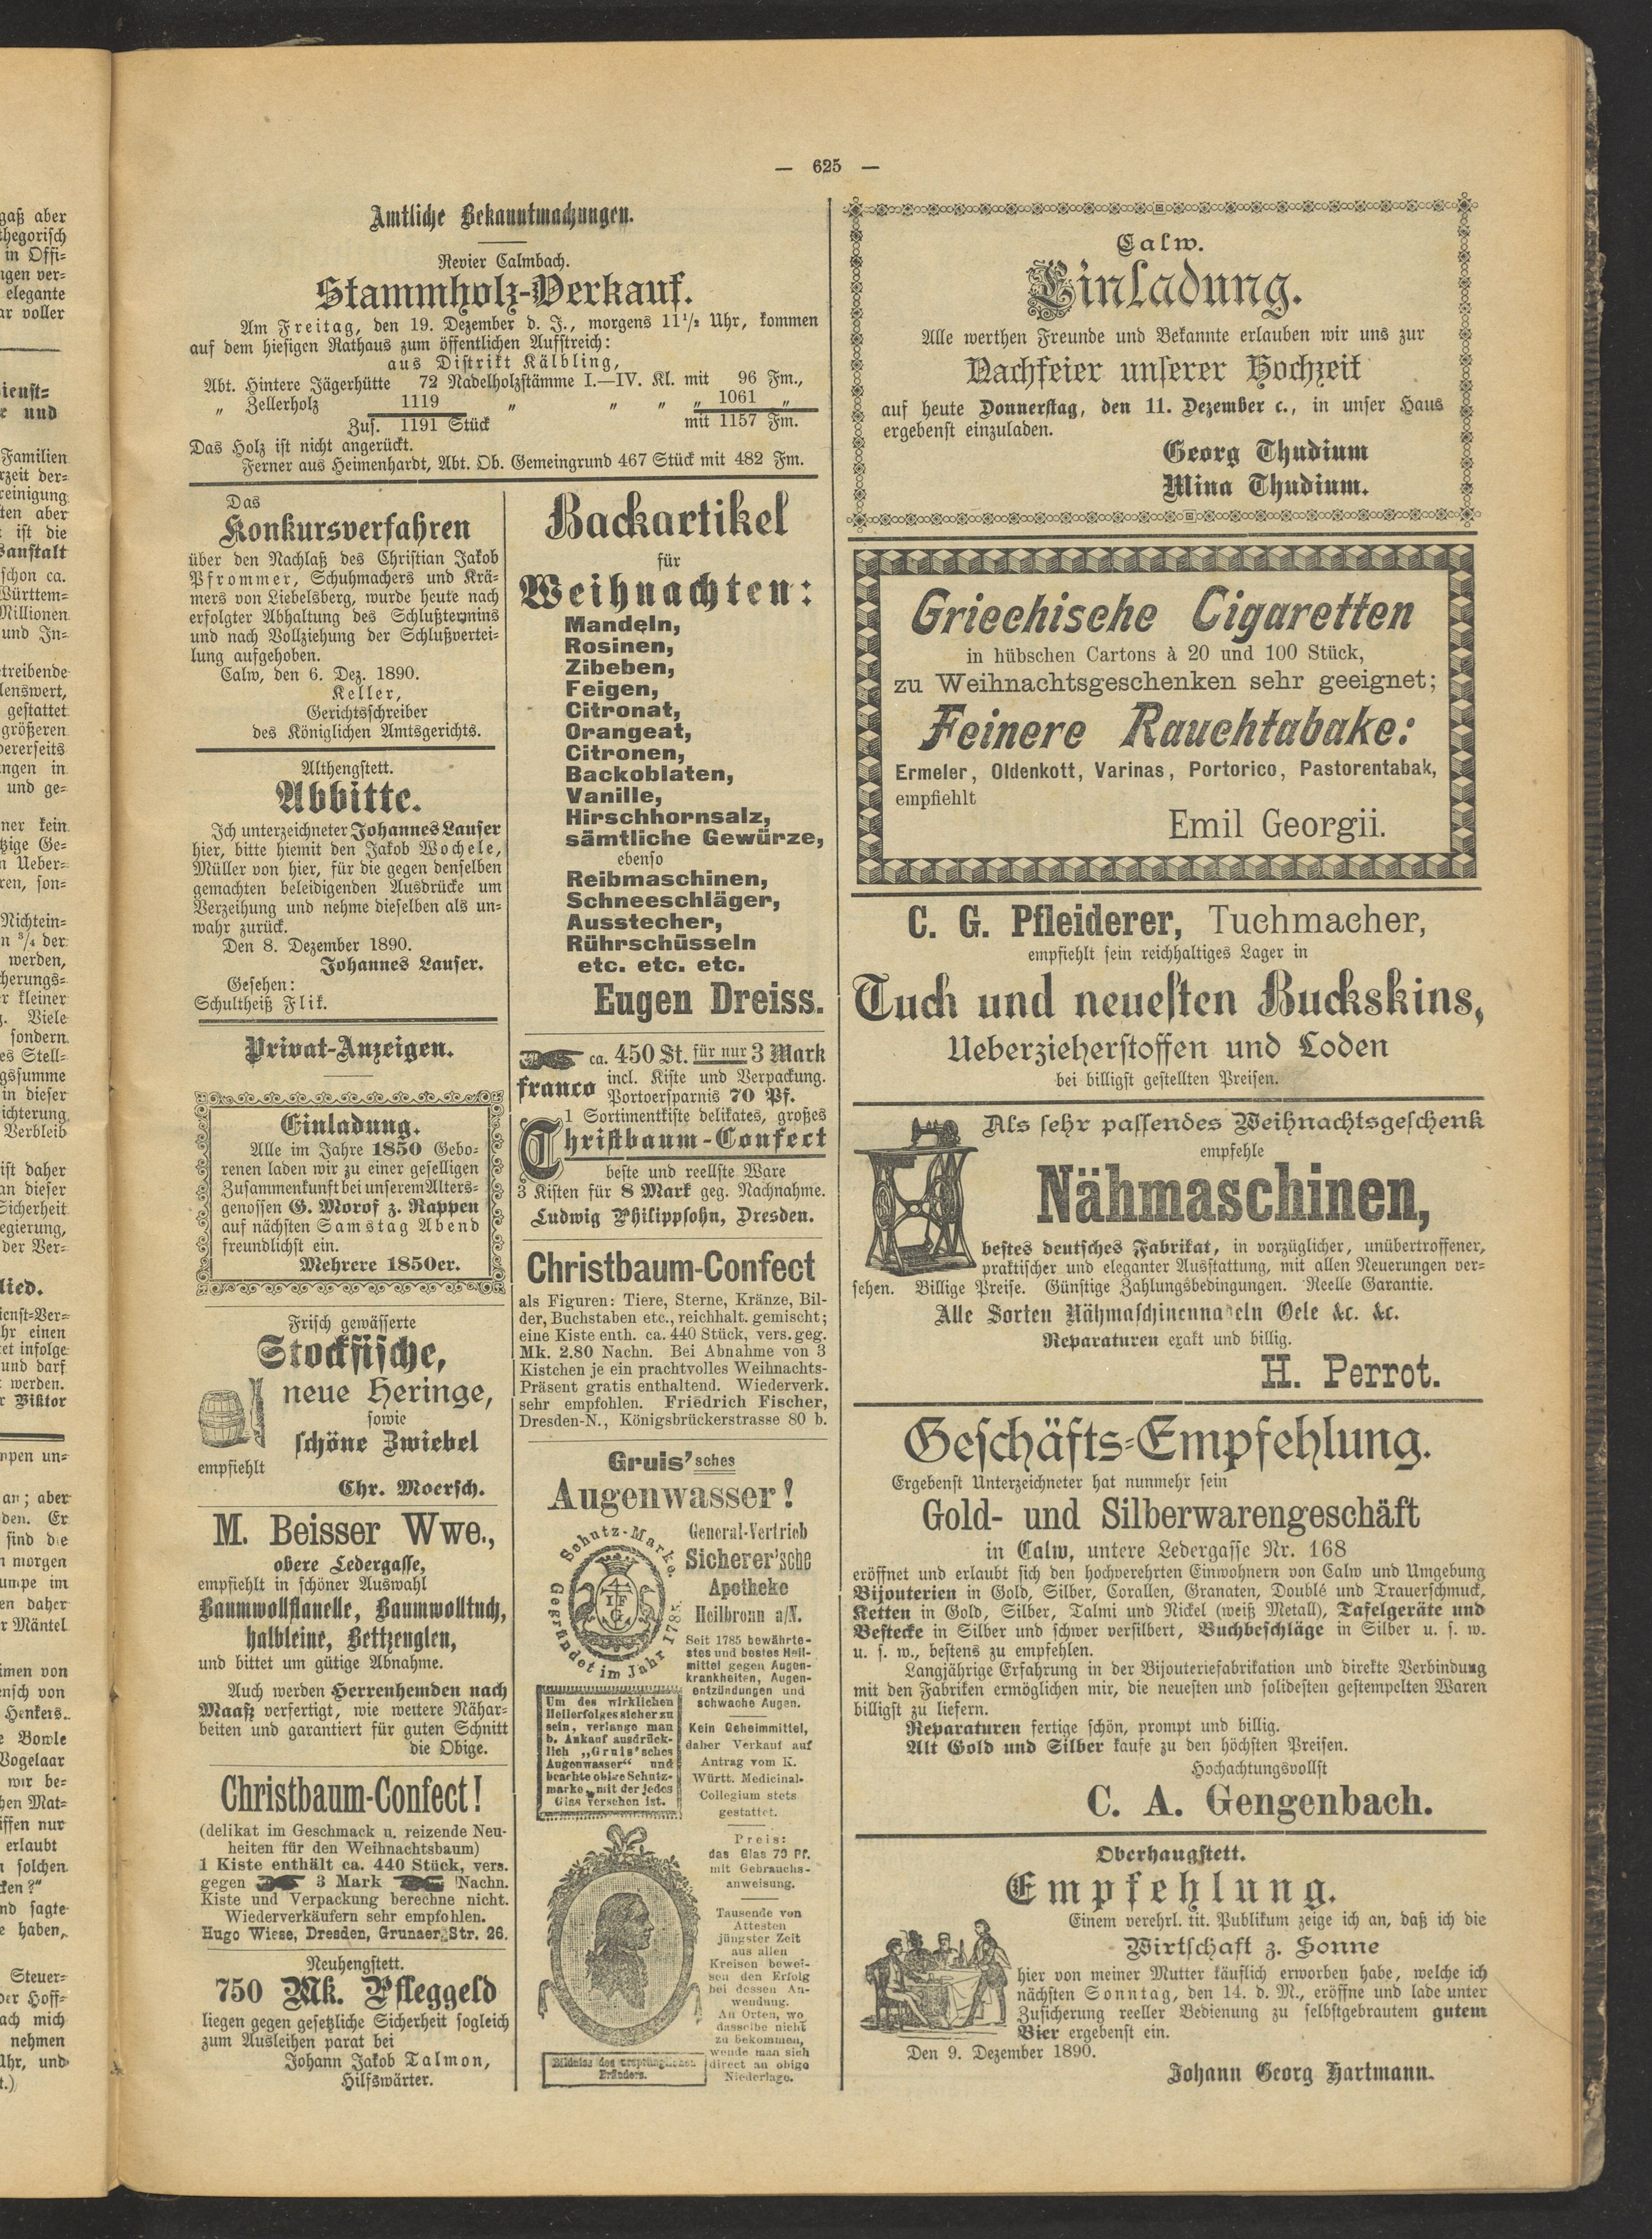 — 625 —
Amtliche Bekanntmachungen.
Revier Calmbach.
Stammholz-Verkauf.
Am Freitag, den 19. Dezember d. J., morgens 11½ Uhr, kommen
auf dem hiesigen Rathaus zum öffentlichen Aufstreich:
aus Distrikt Kälbling,
Abt. Hintere Jägerhütte 72 Nadelholzstämme I.—IV. Kl. mit 96 Fm.,
„ Zellerholz 1119 „ „ „ „ 1061 „
Zus. 1191 Stück mit 1157 Fm.
Das Holz ist nicht angerückt.
Ferner aus Heimenhardt, Abt. Ob. Gemeingrund 467 Stück mit 482 Fm.
Das
Konkursverfahren
über den Nachlaß des Christian Jakob
Pfrommer, Schuhmachers und Krä-
mers von Liebelsberg, wurde heute nach
erfolgter Abhaltung des Schlußtermins
und nach Vollziehung der Schlußvertei-
lung aufgehoben.
Calw, den 6. Dez. 1890.
Keller,
Gerichtsschreiber
des Königlichen Amtsgerichts.
Althengstett.
Abbitte.
Ich unterzeichneter Johannes Lauser
hier, bitte hiemit den Jakob Wochele,
Müller von hier, für die gegen denselben
gemachten beleidigenden Ausdrücke um
Verzeihung und nehme dieselben als un-
wahr zurück.
Den 8. Dezember 1890.
Johannes Lauser.
Gesehen:
Schultheiß Flik.
Privat-Anzeigen.
Einladung.
Alle im Jahre 1850 Gebo-
renen laden wir zu einer geselligen
Zusammenkunft bei unserem Alters-
genossen G. Morof z. Rappen
auf nächsten Samstag Abend
freundlichst ein.
Mehrere 1850er.
Frisch gewässerte
Stockfische,
neue Heringe,
sowie
schöne Zwiebel
empfiehlt
Chr. Moersch.
M. Beisser Wwe.,
obere Ledergasse,
empfiehlt in schöner Auswahl
Baumwollflanelle, Baumwolltuch,
halbleine, Bettzeuglen,
und bittet um gütige Abnahme.
Auch werden Herrenhemden nach
Maaß verfertigt, wie weitere Nähar-
beiten und garantiert für guten Schnitt
die Obige.
Christbaum-Confect!
(delikat im Geschmack u. reizende Neu-
heiten für den Weihnachtsbaum)
1 Kiste enthält ca. 440 Stück, vers.
gegen 3 Mark Nachn.
Kiste und Verpackung berechne nicht.
Wiederverkäufern sehr empfohlen.
Hugo Wiese, Dresden, Grunaer Str. 26.
Neuhengstett.
750 Mk. Pfleggeld
liegen gegen gesetzliche Sicherheit sogleich
zum Ausleihen parat bei
Johann Jakob Talmon,
Hilfswärter.
Backartikel
für
Weihnachten:
Mandeln,
Rosinen,
Zibeben,
Feigen,
Citronat,
Orangeat,
Citronen,
Backoblaten,
Vanille,
Hirschhornsalz,
sämtliche Gewürze,
ebenso
Reibmaschinen,
Schneeschläger,
Ausstecher,
Rührschüsseln
etc. etc. etc.
Eugen Dreiss.
ca. 450 St. für nur 3 Mark
franco incl. Kiste und Verpackung.
Portoersparnis 70 Pf.
1 Sortimentkiste delikates, großes
Christbaum-Confect
beste und reellste Ware
3 Kisten für 8 Mark geg. Nachnahme.
Ludwig Philippsohn, Dresden.
Christbaum-Confect
als Figuren: Tiere, Sterne, Kränze, Bil-
der, Buchstaben etc., reichhalt. gemischt;
eine Kiste enth. ca. 440 Stück, vers. geg.
Mk. 2.80 Nachn. Bei Abnahme von 3
Kistchen je ein prachtvolles Weihnachts-
Präsent gratis enthaltend. Wiederverk.
sehr empfohlen. Friedrich Fischer,
Dresden-N., Königsbrückerstrasse 80 b.
Gruis'sches
Augenwasser!
Schutz-Marke.
Gegründet im Jahr 1785.
General-Vertrieb
Sicherer'sche
Apotheke
Heilbronn a/N.
Seit 1785 bewährte-
stes und bestes Heil-
mittel gegen Augen-
krankheiten, Augen-
entzündungen und
schwache Augen.
Kein Geheimmittel,
daher Verkauf auf
Antrag vom K.
Württ. Medicinal-
Collegium stets
gestattet.
Um des wirklichen
Heilerfolges sicher zu
sein, verlange man
b. Ankauf ausdrück-
lich „Gruis'sches
Augenwasser“ und
beachte obige Schutz-
marke, mit der jedes
Glas versehen ist.
Preis:
das Glas 70 Pf.
mit Gebrauchs-
anweisung.
Tausende von
Attesten
jüngster Zeit
aus allen
Kreisen bewei-
sen den Erfolg
bei dessen An-
wendung.
An Orten, wo
dasselbe nicht
zu bekommen,
wende man sich
direct an obige
Niederlage.
Bildniss des ursprünglichen
Erfinders.
Calw.
Einladung.
Alle werthen Freunde und Bekannte erlauben wir uns zur
Nachfeier unserer Hochzeit
auf heute Donnerstag, den 11. Dezember c., in unser Haus
ergebenst einzuladen.
Georg Thudium
Mina Thudium.
Griechische Cigaretten
in hübschen Cartons à 20 und 100 Stück,
zu Weihnachtsgeschenken sehr geeignet;
Feinere Rauchtabake:
Ermeler, Oldenkott, Varinas, Portorico, Pastorentabak,
empfiehlt
Emil Georgii.
C. G. Pfleiderer, Tuchmacher,
empfiehlt sein reichhaltiges Lager in
Tuch und neuesten Buckskins,
Ueberzieherstoffen und Loden
bei billigst gestellten Preisen.
Als sehr passendes Weihnachtsgeschenk
empfehle
Nähmaschinen,
bestes deutsches Fabrikat, in vorzüglicher, unübertroffener,
praktischer und eleganter Ausstattung, mit allen Neuerungen ver-
sehen. Billige Preise. Günstige Zahlungsbedingungen. Reelle Garantie.
Alle Sorten Nähmaschinennadeln Oele &c. &c.
Reparaturen exakt und billig.
H. Perrot.
Geschäfts-Empfehlung.
Ergebenst Unterzeichneter hat nunmehr sein
Gold- und Silberwarengeschäft
in Calw, untere Ledergasse Nr. 168
eröffnet und erlaubt sich den hochverehrten Einwohnern von Calw und Umgebung
Bijouterien in Gold, Silber, Corallen, Granaten, Doublé und Trauerschmuck,
Ketten in Gold, Silber, Talmi und Nickel (weiß Metall), Tafelgeräte und
Bestecke in Silber und schwer versilbert, Buchbeschläge in Silber u. s. w.
u. s. w., bestens zu empfehlen.
Langjährige Erfahrung in der Bijouteriefabrikation und direkte Verbindung
mit den Fabriken ermöglichen mir, die neuesten und solidesten gestempelten Waren
billigst zu liefern.
Reparaturen fertige schön, prompt und billig.
Alt Gold und Silber kaufe zu den höchsten Preisen.
Hochachtungsvollst
C. A. Gengenbach.
Oberhaugstett.
Empfehlung.
Einem verehrl. tit. Publikum zeige ich an, daß ich die
Wirtschaft z. Sonne
hier von meiner Mutter käuflich erworben habe, welche ich
nächsten Sonntag, den 14. d. M., eröffne und lade unter
Zusicherung reeller Bedienung zu selbstgebrautem gutem
Bier ergebenst ein.
Den 9. Dezember 1890.
Johann Georg Hartmann.